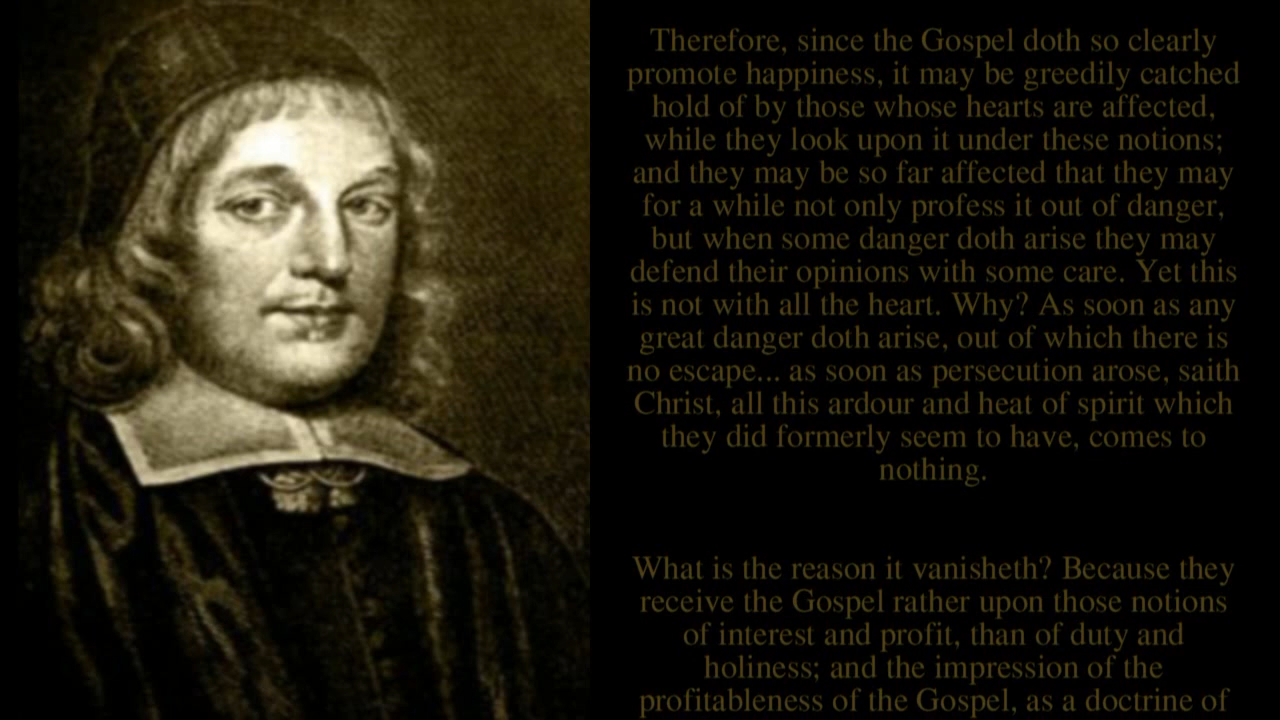 Therefore, since the Gospel doth so clearly
promote happiness, it may be greedily catched
hold of by those whose hearts are affected,
while they look upon it under these notions;
and they may be so far affected that they may
for a while not only profess it out of danger,
but when some danger doth arise they may
defend their opinions with some care. Yet this
is not with all the heart. Why? As soon as any
great danger doth arise, out of which there is
no escape... as soon as persecution arose, saith
Christ, all this ardour and heat of spirit which
they did formerly seem to have, comes to
nothing.
What is the reason it vanisheth? Because they
receive the Gospel rather upon those notions
of interest and profit, than of duty and
holiness; and the impression of the
profitableness of the Gospel, as a doctrine of